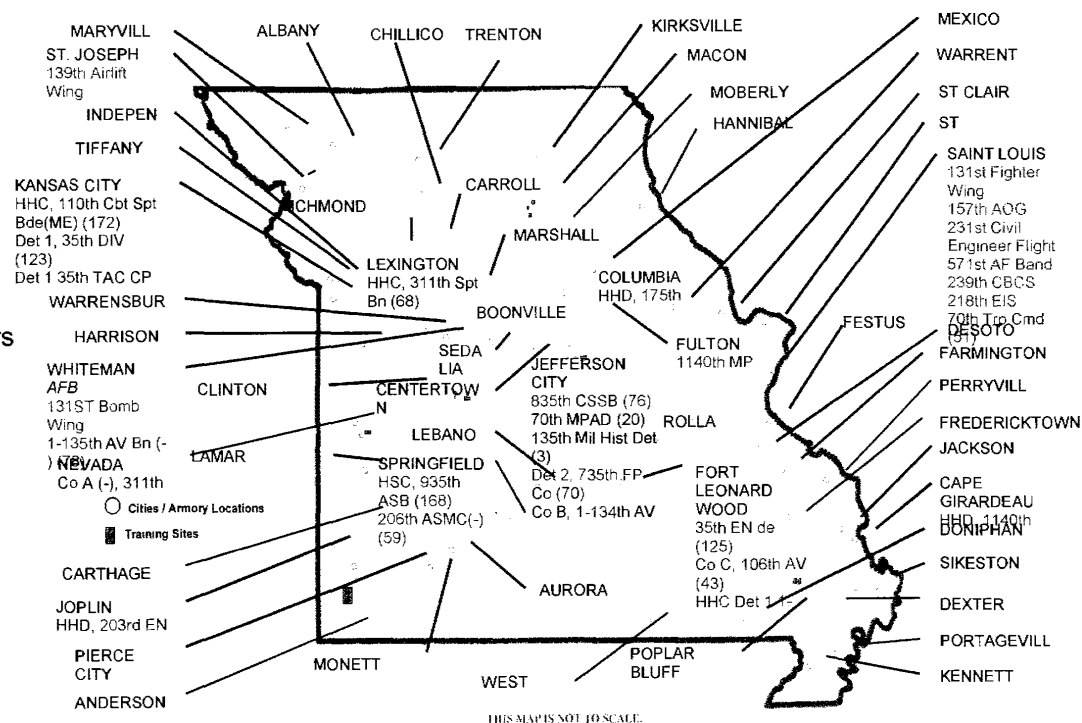 MARYVILL
ST. JOSEPH
139th Airlift
Wing
INDEPEN
TIFFANY
KANSAS CITY
HHC, 110th Cbt Spt
Bde(ME) (172)
Det 1, 35th DIV
(123)
Det 1 35th TAC CP
WARRENSBUR
HARRISON
WHITEMAN
AFB
131ST Bomb
Wing
1-135th AV Bn (-
) (78)
NEVADA
Co A (-), 311th
TS
Cities / Armory Locations
Training Sites
CARTHAGE
JOPLIN
HHD, 203rd EN
PIERCE
CITY
ANDERSON
ALBANY
CHILLICO
TRENTON
KIRKSVILLE
MACON
MOBERLY
HANNIBAL
RICHMOND
CARROLL
MARSHALL
LEXINGTON
HHC, 311th Spt
Bn (68)
BOONVILLE
COLUMBIA
HHD, 175th
FULTON
1140th MP
SEDA
LIA
CLINTON
CENTERTOW
N
JEFFERSON
CITY
835th CSSB (76)
70th MPAD (20)
135th Mil Hist Det
(3)
Det 2, 735th FP
Co (70)
Co B, 1-134th AV
LEBANO
LAMAR
SPRINGFIELD
HSC, 935th
ASB (168)
206th ASMC(-)
(59)
ROLLA
FORT
LEONARD
WOOD
35th EN de
(125)
Co C, 106th AV
(43)
HHC Det 1 1-
AURORA
MONETT
WEST
POPLAR
BLUFF
MEXICO
WARRENT
ST CLAIR
ST
SAINT LOUIS
131st Fighter
Wing
157th AOG
231st Civil
Engineer Flight
571st AF Band
239th CBCS
218th EIS
70th Trp Cmd
(51)
FESTUS
DESOTO
FARMINGTON
PERRYVILL
FREDERICKTOWN
JACKSON
CAPE
GIRARDEAU
HHD, 1140th
DONIPHAN
SIKESTON
DEXTER
PORTAGEVILL
KENNETT
THIS MAP IS NOT TO SCALE.